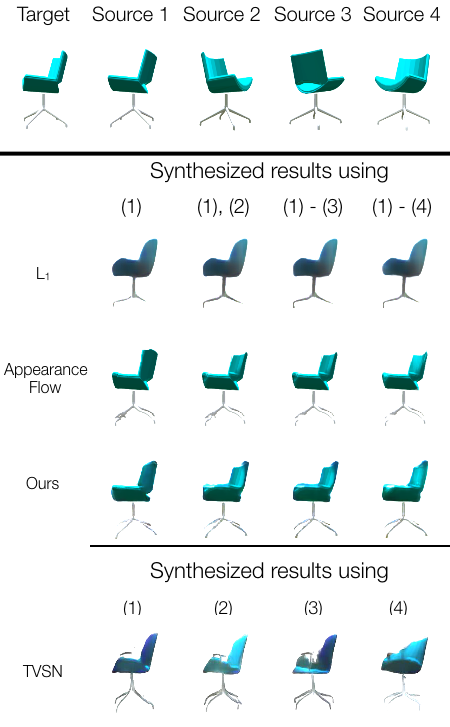 Target Source 1 Source 2 Source 3 Source 4
Synthesized results using
(1) (1), (2) (1) - (3) (1) - (4)
L₁
Appearance
Flow
Ours
Synthesized results using
(1) (2) (3) (4)
TVSN